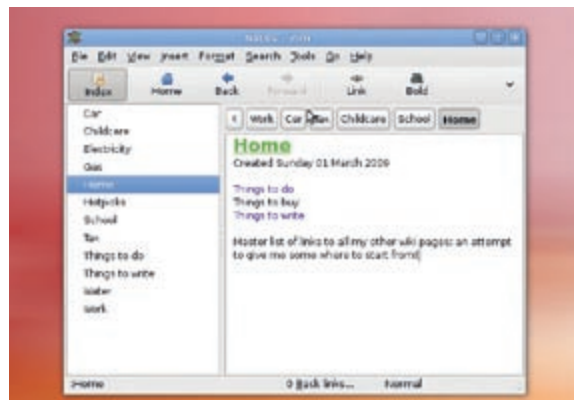 File Edit View Insert Format Search Tools Go Help
Index Home Back Forward Link Bold
Car
Childcare
Electricity
Gas
Home
Hotpicks
School
Tax
Things to do
Things to write
Water
Work
Work Car Tax Childcare School Home
Home
Created Sunday 01 March 2009
Things to do
Things to buy
Things to write
Master list of links to all my other wiki pages: an attempt
to give me some where to start from!
:Home 0 Back links... Normal